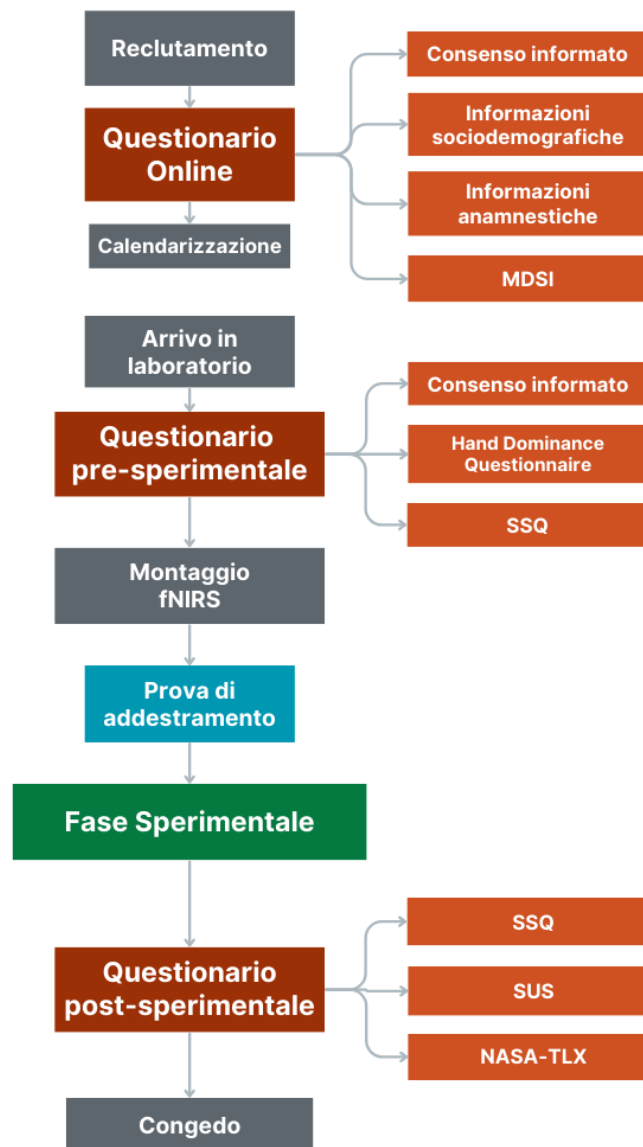 Reclutamento
Questionario
Online
Calendarizzazione
Consenso informato
Informazioni
sociodemografiche
Informazioni
anamnestiche
MDSI
Arrivo in
laboratorio
Questionario
pre-sperimentale
Consenso informato
Hand Dominance
Questionnaire
SSQ
Montaggio
fNIRS
Prova di
addestramento
Fase Sperimentale
Questionario
post-sperimentale
SSQ
SUS
NASA-TLX
Congedo